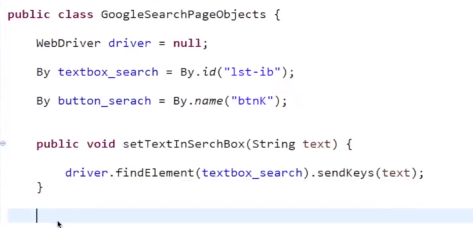 public class GoogleSearchPageObjects {
WebDriver driver = null;
By textbox_search = By.id("lst-ib");
By button_serach = By.name("btnK");
public void setTextInSerchBox(String text) {
driver.findElement(textbox_search).sendKeys(text);
}